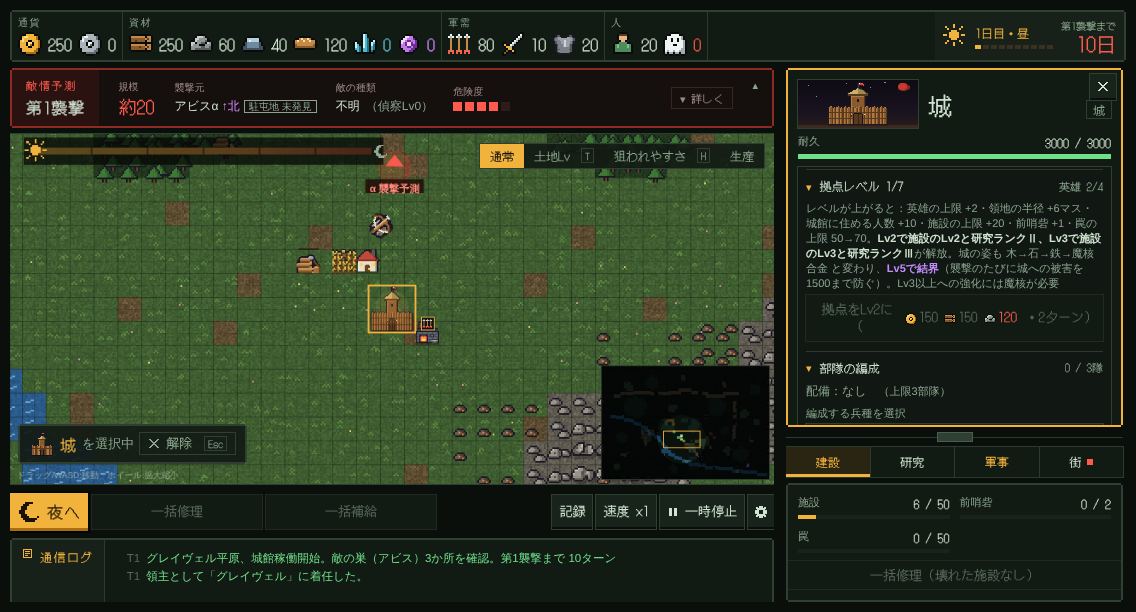 通貨
250 0
資材
250 60 40 120 0 0
軍需
80 10 20
人
20 0
1日目・昼
第1襲撃まで
10日
敵情予測
第1襲撃
規模
約20
襲撃元
アビスα ↑北 駐屯地 未発見
敵の種類
不明 （偵察Lv0）
危険度
▾ 詳しく
▲
通常 土地Lv T 狙われやすさ H 生産
α 襲撃予測
城 を選択中 ✕ 解除 Esc
ドラッグ/WASD:移動・ホイール:拡大縮小
城
✕
城
耐久
3000 / 3000
▾ 拠点レベル 1/7
英雄 2/4
レベルが上がると：英雄の上限 +2・領地の半径 +6マス・
城館に住める人数 +10・施設の上限 +20・前哨砦 +1・罠の
上限 50→70。Lv2で施設のLv2と研究ランクⅡ、Lv3で施設
のLv3と研究ランクⅢが解放。城の姿も 木→石→鉄→魔核
合金 と変わり、Lv5で結界（襲撃のたびに城への被害を
1500まで防ぐ）。Lv3以上への強化には魔核が必要
拠点をLv2に
（ 150 150 120 ・2ターン）
▾ 部隊の編成
0 / 3隊
配備：なし （上限3部隊）
編成する兵種を選択
建設 研究 軍事 街
施設 6 / 50
前哨砦 0 / 2
罠 0 / 50
一括修理（壊れた施設なし）
夜へ
一括修理
一括補給
記録
速度 ×1
一時停止
通信ログ
T1 グレイヴェル平原、城館稼働開始。敵の巣（アビス）3か所を確認。第1襲撃まで 10ターン
T1 領主として「グレイヴェル」に着任した。